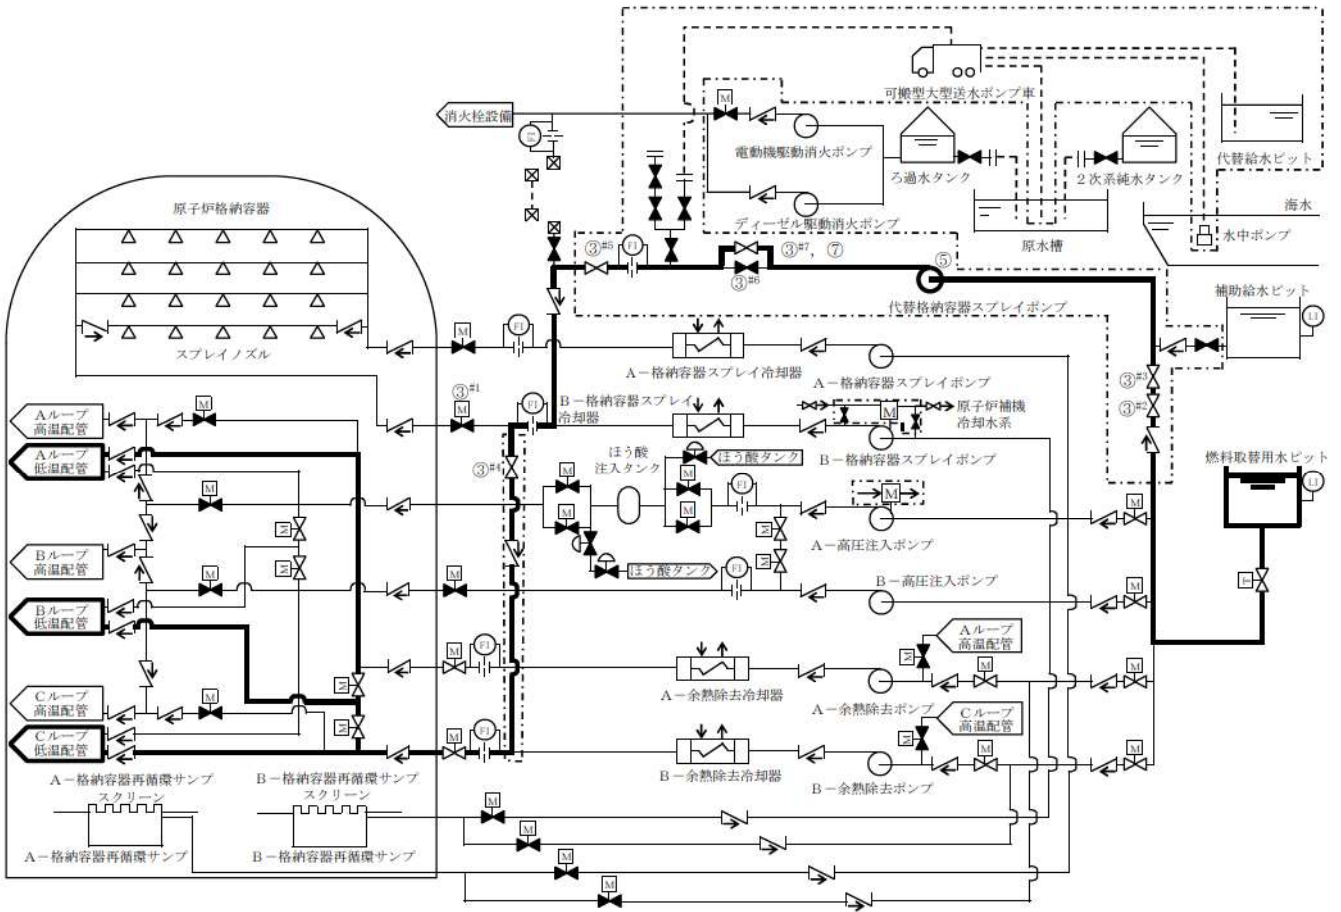 可搬型大型送水ポンプ車
消火栓設備
M
電動機駆動消火ポンプ
ろ過水タンク
2次系純水タンク
代替給水ピット
ディーゼル駆動消火ポンプ
原水槽
海水
水中ポンプ
原子炉格納容器
③#5
FI
③#7, ⑦
③#6
⑤
代替格納容器スプレイポンプ
補助給水ピット
LI
スプレイノズル
M
FI
A-格納容器スプレイ冷却器
A-格納容器スプレイポンプ
③#3
③#2
③#1
M
FI
B-格納容器スプレイ
冷却器
M
原子炉補機
冷却水系
B-格納容器スプレイポンプ
Aループ
高温配管
M
Aループ
低温配管
③#4
ほう酸
注入タンク
ほう酸タンク
燃料取替用水ピット
LI
M
M
M
FI
M
M
M
M
M
A-高圧注入ポンプ
M
M
Bループ
高温配管
M
M
ほう酸タンク
FI
M
M
M
B-高圧注入ポンプ
M
T
Bループ
低温配管
M
FI
A-余熱除去冷却器
Aループ
高温配管
M
M
M
A-余熱除去ポンプ
Cループ
高温配管
M
M
M
Cループ
低温配管
M
FI
B-余熱除去冷却器
Cループ
高温配管
M
M
M
B-余熱除去ポンプ
A-格納容器再循環サンプ
スクリーン
B-格納容器再循環サンプ
スクリーン
A-格納容器再循環サンプ
B-格納容器再循環サンプ
M
M
M
M